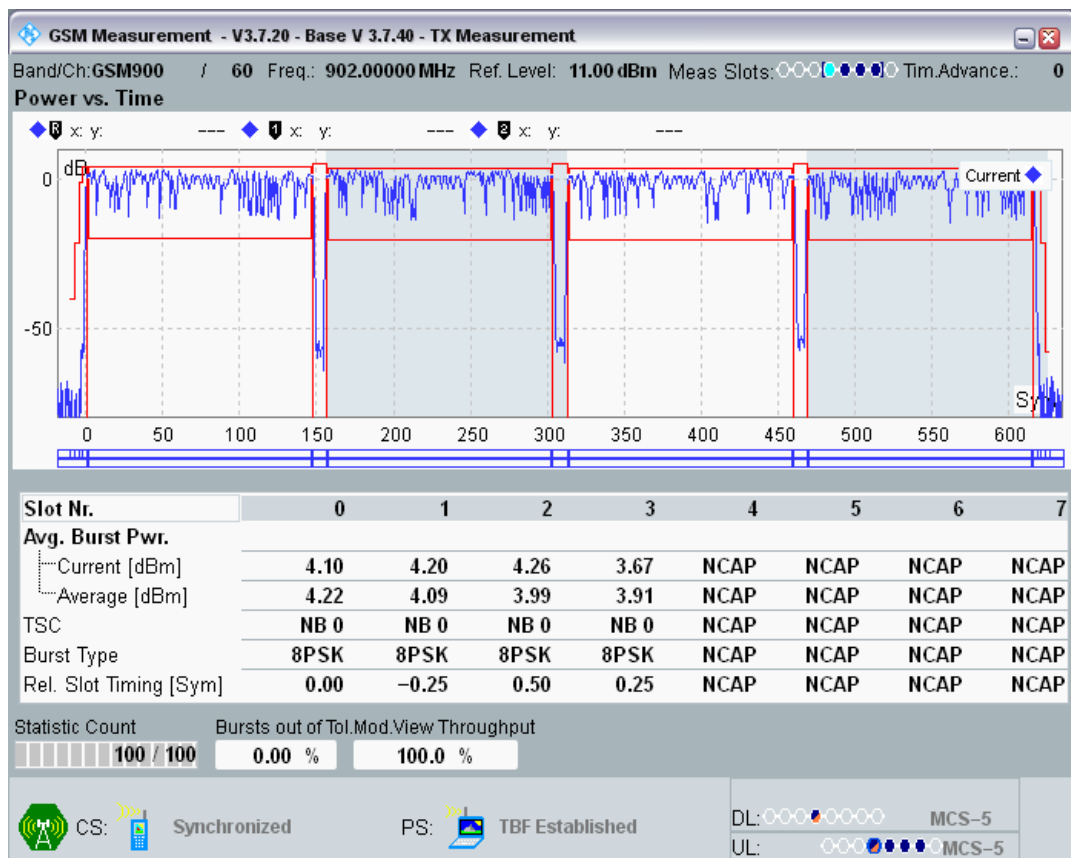 GSM Measurement - V3.7.20 - Base V 3.7.40 - TX Measurement
Band/Ch:GSM900 / 60 Freq.: 902.00000 MHz Ref. Level: 11.00 dBm Meas Slots: Tim.Advance.: 0
Power vs. Time
R x: y: --- 1 x: y: --- 2 x: y: ---
dB
0
Current
-50
0 50 100 150 200 250 300 350 400 450 500 550 600
Slot Nr. 0 1 2 3 4 5 6 7
Avg. Burst Pwr.
Current [dBm] 4.10 4.20 4.26 3.67 NCAP NCAP NCAP NCAP
Average [dBm] 4.22 4.09 3.99 3.91 NCAP NCAP NCAP NCAP
TSC NB 0 NB 0 NB 0 NB 0 NCAP NCAP NCAP NCAP
Burst Type 8PSK 8PSK 8PSK 8PSK NCAP NCAP NCAP NCAP
Rel. Slot Timing [Sym] 0.00 −0.25 0.50 0.25 NCAP NCAP NCAP NCAP
Statistic Count Bursts out of Tol.Mod.View Throughput
100 / 100 0.00 % 100.0 %
CS: Synchronized PS: TBF Established
DL: MCS−5
UL: MCS−5